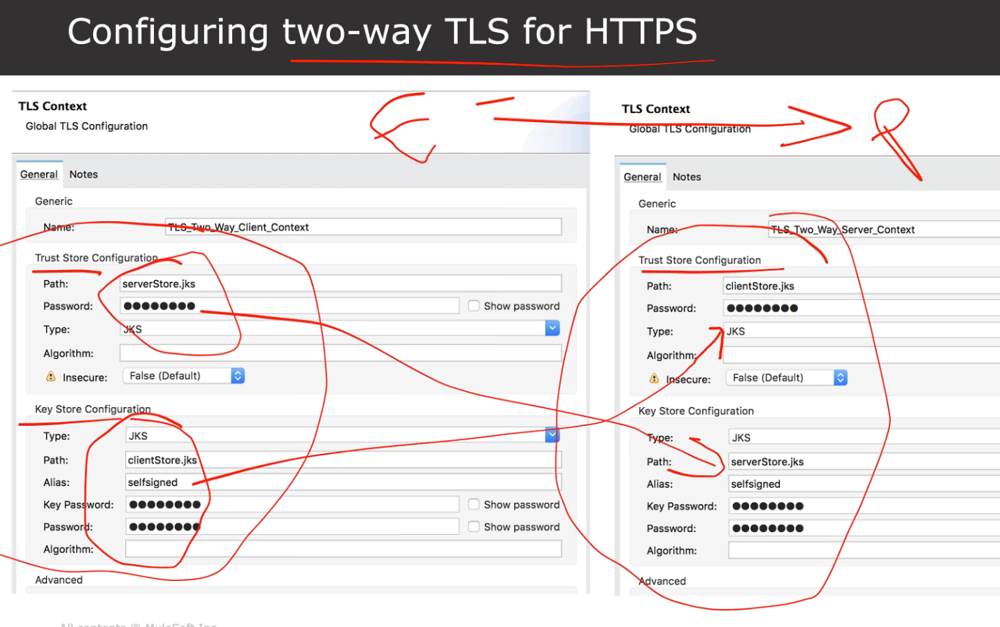 Configuring two-way TLS for HTTPS
TLS Context
Global TLS Configuration
General Notes
Generic
Name: TLS_Two_Way_Client_Context
Trust Store Configuration
Path: serverStore.jks
Password: ●●●●●●●● Show password
Type: JKS
Algorithm:
Insecure: False (Default)
Key Store Configuration
Type: JKS
Path: clientStore.jks
Alias: selfsigned
Key Password: ●●●●●●●● Show password
Password: ●●●●●●●● Show password
Algorithm:
Advanced
TLS Context
Global TLS Configuration
General Notes
Generic
Name: TLS_Two_Way_Server_Context
Trust Store Configuration
Path: clientStore.jks
Password: ●●●●●●●●
Type: JKS
Algorithm:
Insecure: False (Default)
Key Store Configuration
Type: JKS
Path: serverStore.jks
Alias: selfsigned
Key Password: ●●●●●●●●
Password: ●●●●●●●●
Algorithm:
Advanced
All contents © MuleSoft Inc